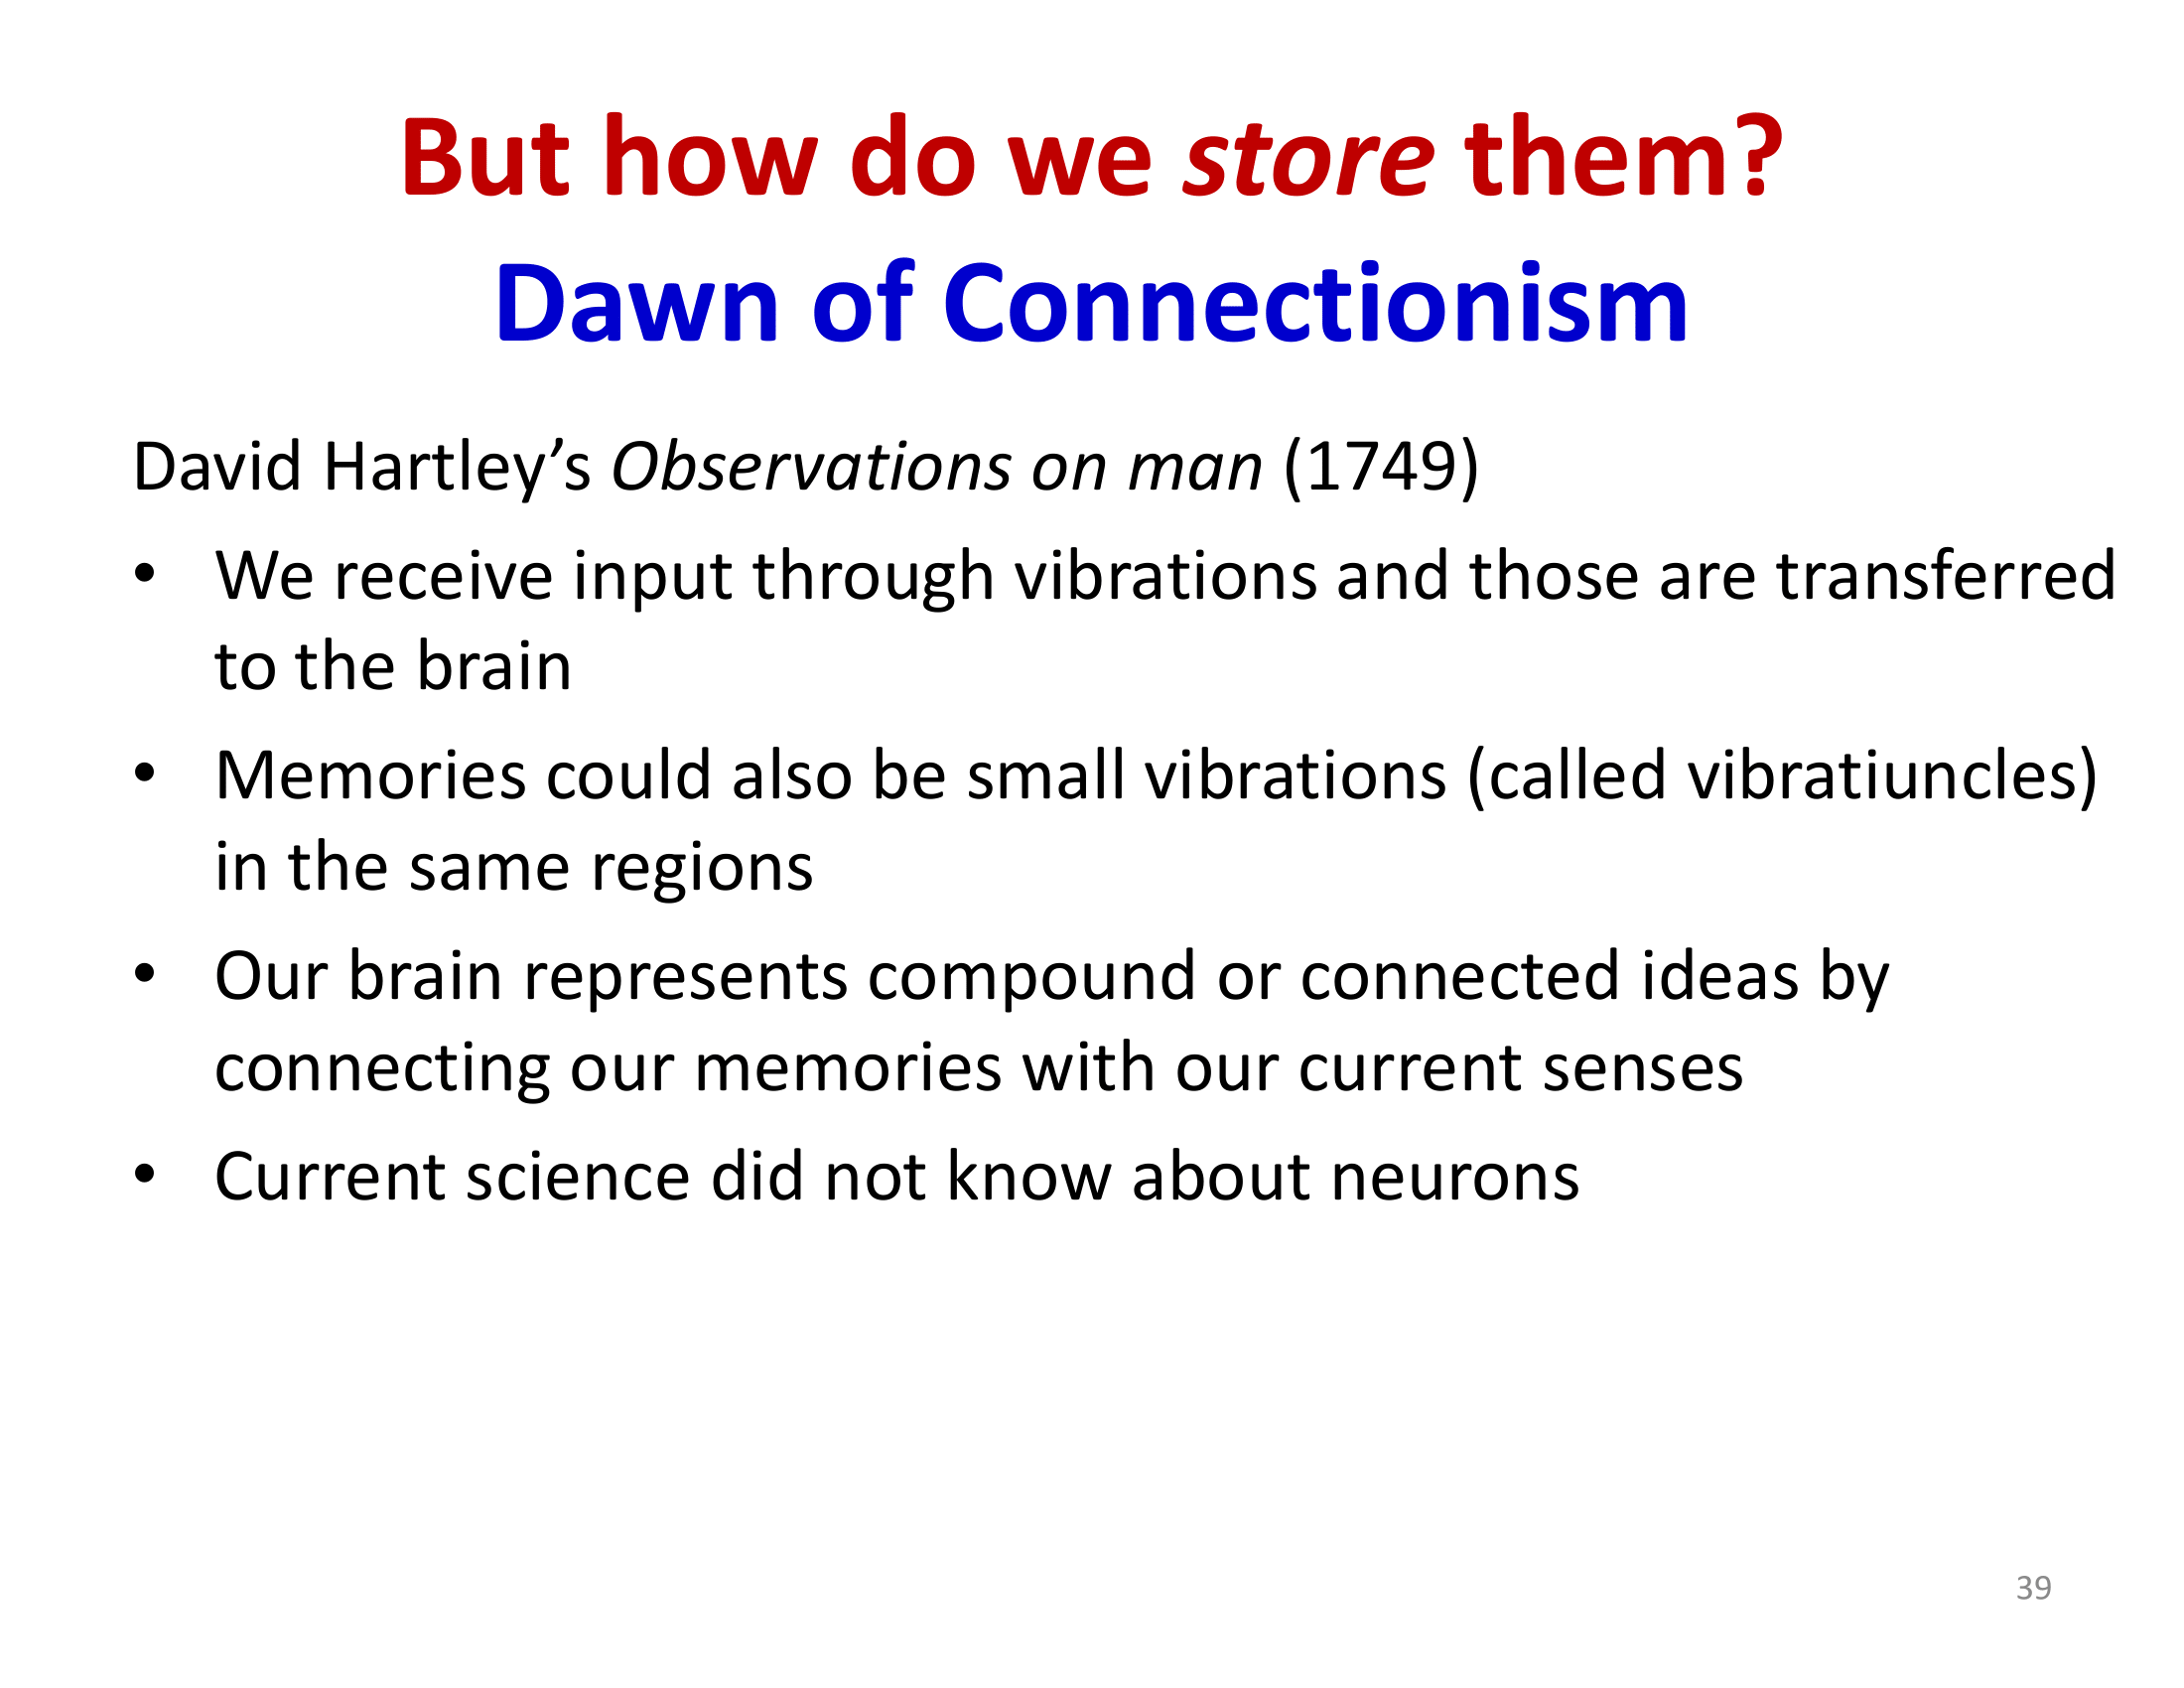 But how do we store them?
Dawn of Connectionism
David Hartley’s Observations on man (1749)
• We receive input through vibrations and those are transferred
to the brain
• Memories could also be small vibrations (called vibratiuncles)
in the same regions
• Our brain represents compound or connected ideas by
connecting our memories with our current senses
• Current science did not know about neurons
39